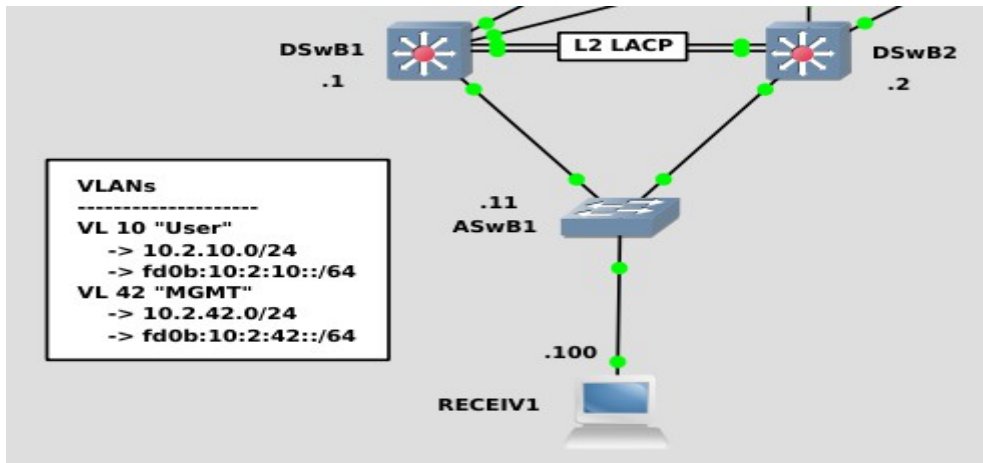 DSwB1
.1
L2 LACP
DSwB2
.2
VLANs
--------------------
VL 10 "User"
-> 10.2.10.0/24
-> fd0b:10:2:10::/64
VL 42 "MGMT"
-> 10.2.42.0/24
-> fd0b:10:2:42::/64
.11
ASwB1
.100
RECEIV1